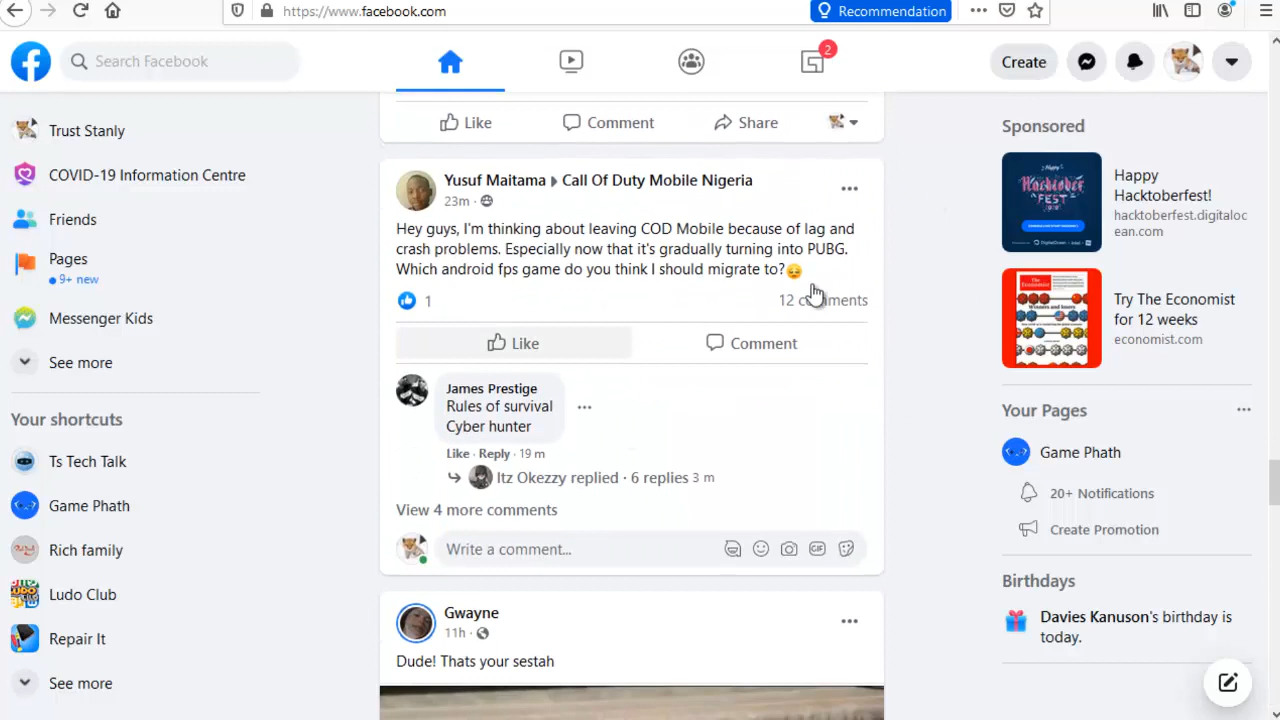 https://www.facebook.com
Recommendation
Search Facebook
2
Create
Trust Stanly
COVID-19 Information Centre
Friends
Pages
9+ new
Messenger Kids
See more
Your shortcuts
Ts Tech Talk
Game Phath
Rich family
Ludo Club
Repair It
See more
Like
Comment
Share
Yusuf Maitama Call Of Duty Mobile Nigeria
23m ·
Hey guys, I'm thinking about leaving COD Mobile because of lag and
crash problems. Especially now that it's gradually turning into PUBG.
Which android fps game do you think I should migrate to?😔
1
12 comments
Like
Comment
James Prestige
Rules of survival
Cyber hunter
Like · Reply · 19 m
Itz Okezzy replied · 6 replies 3 m
View 4 more comments
Write a comment...
GIF
Gwayne
11h ·
Dude! Thats your sestah
Sponsored
Happy
Hacktoberfest!
hacktoberfest.digitaloc
ean.com
Try The Economist
for 12 weeks
economist.com
Your Pages
Game Phath
20+ Notifications
Create Promotion
Birthdays
Davies Kanuson's birthday is
today.